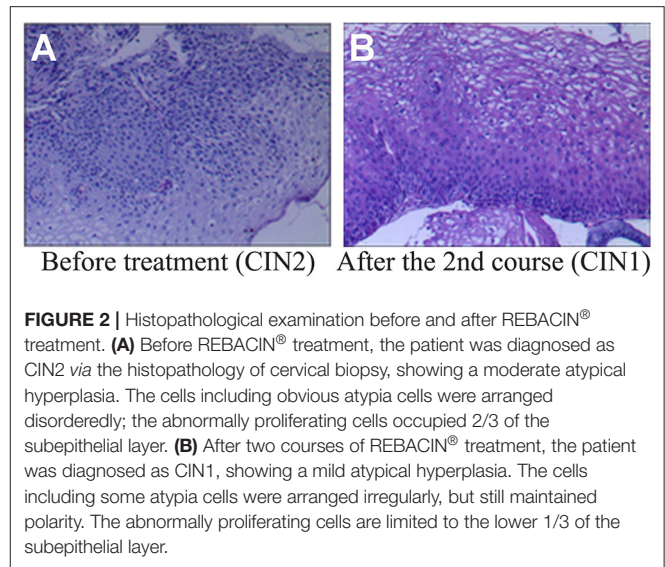 A B
Before treatment (CIN2) After the 2nd course (CIN1)
FIGURE 2 | Histopathological examination before and after REBACIN®
treatment. (A) Before REBACIN® treatment, the patient was diagnosed as
CIN2 via the histopathology of cervical biopsy, showing a moderate atypical
hyperplasia. The cells including obvious atypia cells were arranged
disorderedly; the abnormally proliferating cells occupied 2/3 of the
subepithelial layer. (B) After two courses of REBACIN® treatment, the patient
was diagnosed as CIN1, showing a mild atypical hyperplasia. The cells
including some atypia cells were arranged irregularly, but still maintained
polarity. The abnormally proliferating cells are limited to the lower 1/3 of the
subepithelial layer.